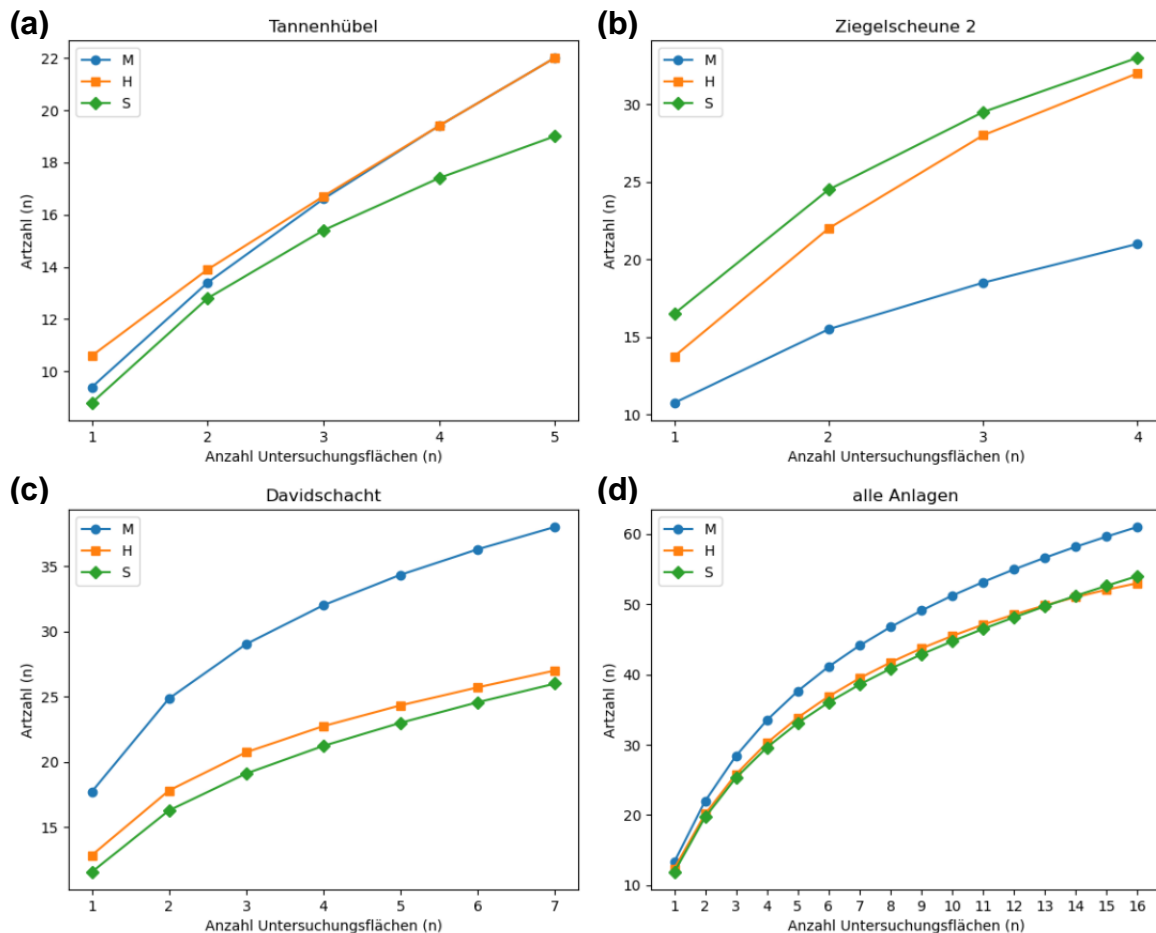 (a)
Tannenhübel
M
H
S
22
20
18
16
14
12
10
Artzahl (n)
1 2 3 4 5
Anzahl Untersuchungsflächen (n)
(b)
Ziegelscheune 2
M
H
S
30
25
20
15
10
Artzahl (n)
1 2 3 4
Anzahl Untersuchungsflächen (n)
(c)
Davidschacht
M
H
S
35
30
25
20
15
Artzahl (n)
1 2 3 4 5 6 7
Anzahl Untersuchungsflächen (n)
(d)
alle Anlagen
M
H
S
60
50
40
30
20
10
Artzahl (n)
1 2 3 4 5 6 7 8 9 10 11 12 13 14 15 16
Anzahl Untersuchungsflächen (n)